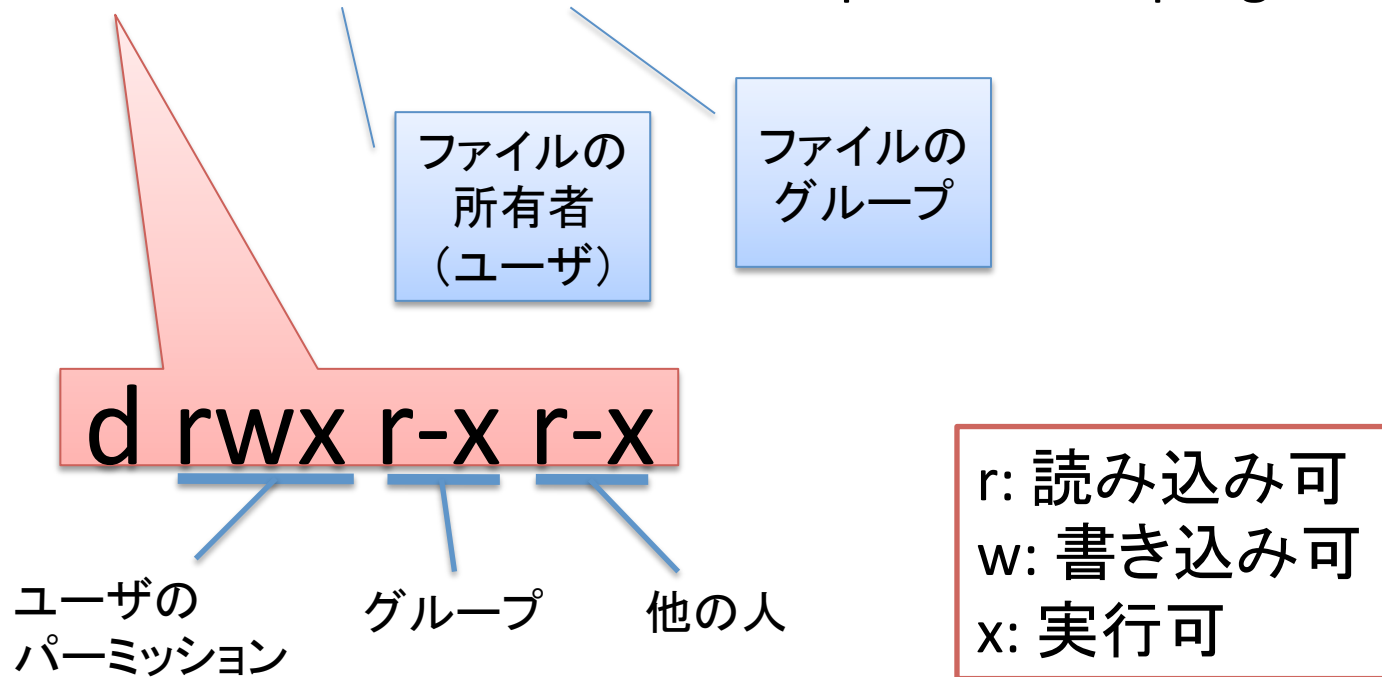 ファイルの
所有者
（ユーザ）
ファイルの
グループ
d rwx r-x r-x
ユーザの
パーミッション
グループ
他の人
r: 読み込み可
w: 書き込み可
x: 実行可